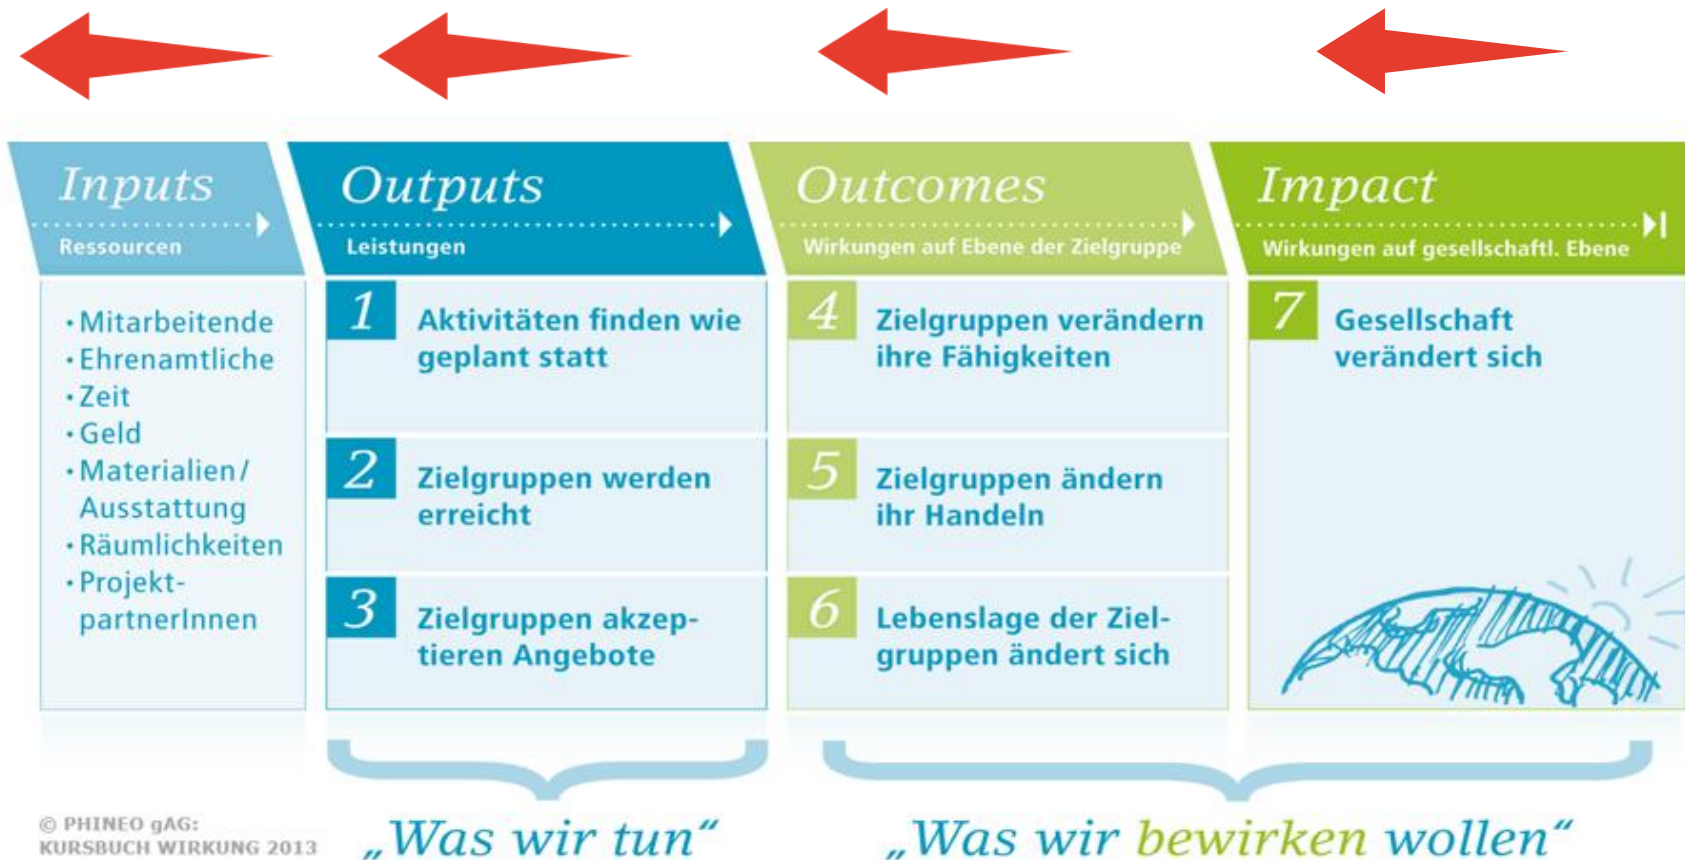 Inputs
Ressourcen
• Mitarbeitende
• Ehrenamtliche
• Zeit
• Geld
• Materialien /
Ausstattung
• Räumlichkeiten
• Projekt-
partnerInnen
Outputs
Leistungen
1 Aktivitäten finden wie
geplant statt
2 Zielgruppen werden
erreicht
3 Zielgruppen akzep-
tieren Angebote
Outcomes
Wirkungen auf Ebene der Zielgruppe
4 Zielgruppen verändern
ihre Fähigkeiten
5 Zielgruppen ändern
ihr Handeln
6 Lebenslage der Ziel-
gruppen ändert sich
Impact
Wirkungen auf gesellschaftl. Ebene
7 Gesellschaft
verändert sich
„Was wir tun“
„Was wir bewirken wollen“
© PHINEO gAG:
KURSBUCH WIRKUNG 2013